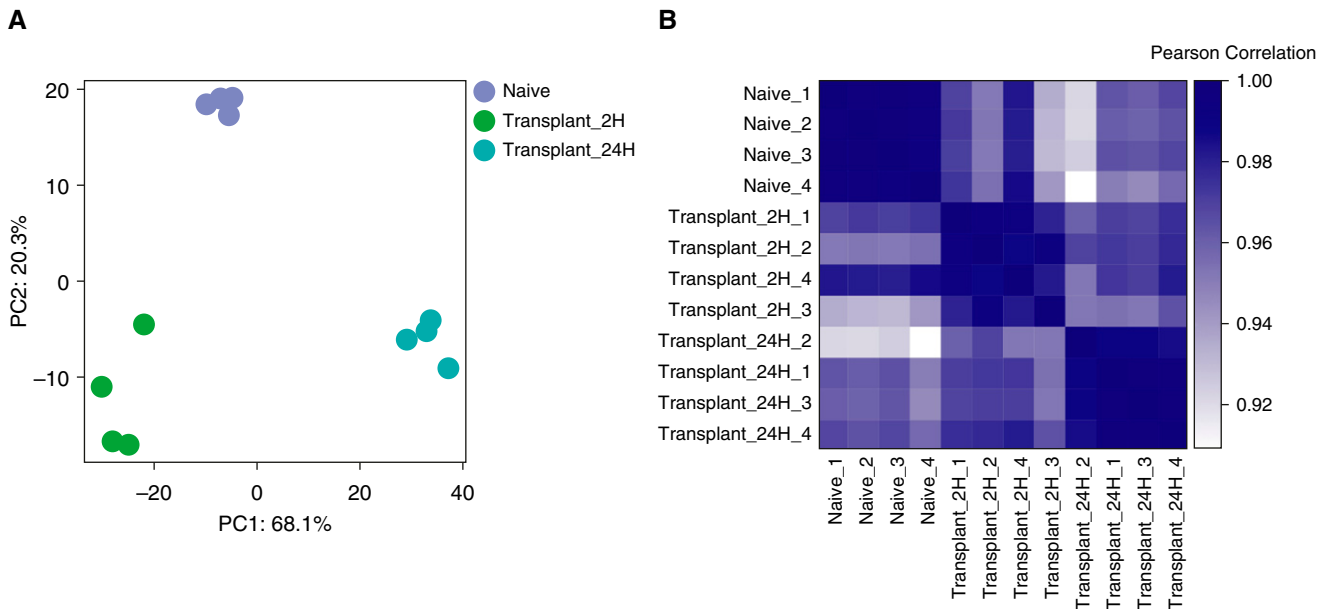 A
20
10
0
−10
PC2: 20.3%
−20
0
20
40
PC1: 68.1%
Naive
Transplant_2H
Transplant_24H
B
Pearson Correlation
Naive_1
Naive_2
Naive_3
Naive_4
Transplant_2H_1
Transplant_2H_2
Transplant_2H_4
Transplant_2H_3
Transplant_24H_2
Transplant_24H_1
Transplant_24H_3
Transplant_24H_4
Naive_1
Naive_2
Naive_3
Naive_4
Transplant_2H_1
Transplant_2H_2
Transplant_2H_4
Transplant_2H_3
Transplant_24H_2
Transplant_24H_1
Transplant_24H_3
Transplant_24H_4
1.00
0.98
0.96
0.94
0.92